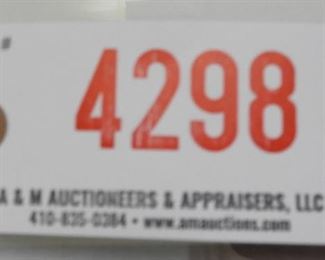 4298
A & M AUCTIONEERS & APPRAISERS, LLC
410-835-0384 • www.amauctions.com